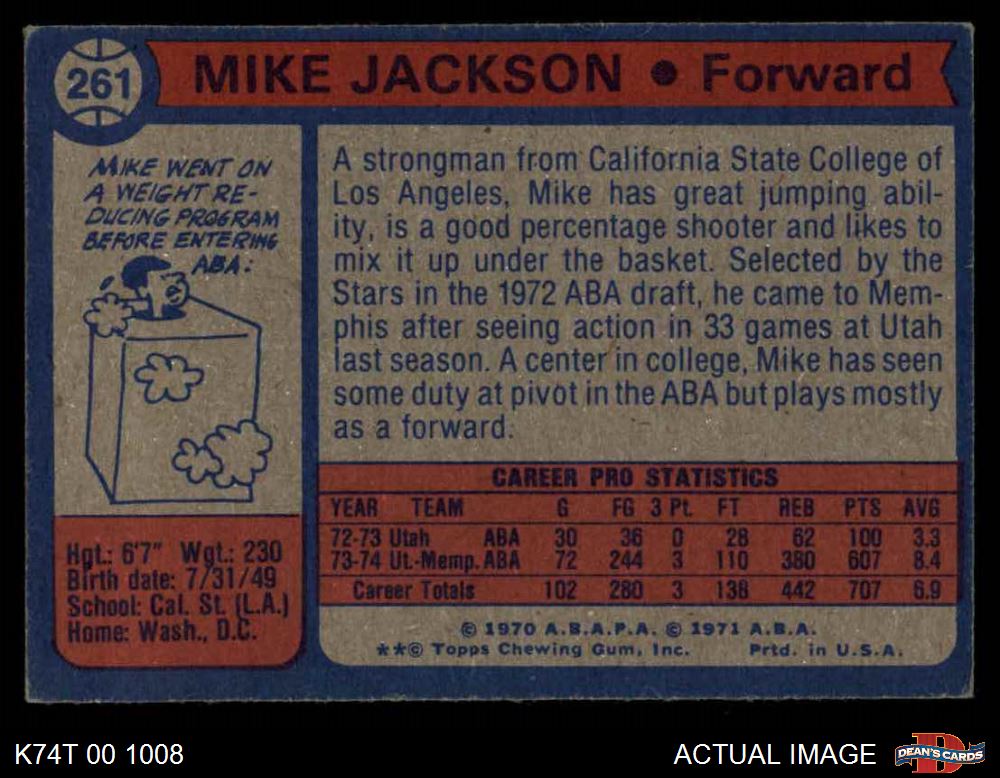 261
MIKE JACKSON ● Forward
MIKE WENT ON
A WEIGHT RE-
DUCING PROGRAM
BEFORE ENTERING
ABA:
A strongman from California State College of
Los Angeles, Mike has great jumping abil-
ity, is a good percentage shooter and likes to
mix it up under the basket. Selected by the
Stars in the 1972 ABA draft, he came to Mem-
phis after seeing action in 33 games at Utah
last season. A center in college, Mike has seen
some duty at pivot in the ABA but plays mostly
as a forward.
Hgt.: 6'7" Wgt.: 230
Birth date: 7/31/49
School: Cal. St. (L.A.)
Home: Wash., D.C.
CAREER PRO STATISTICS
YEAR TEAM G FG 3 Pt. FT REB PTS AVG
72-73 Utah ABA 30 36 0 28 62 100 3.3
73-74 Ut.-Memp. ABA 72 244 3 110 380 607 8.4
Career Totals 102 280 3 138 442 707 6.9
© 1970 A.B.A.P.A. © 1971 A.B.A.
**© Topps Chewing Gum, Inc. Prtd. in U.S.A.
K74T 00 1008
ACTUAL IMAGE
D
DEAN'S CARDS